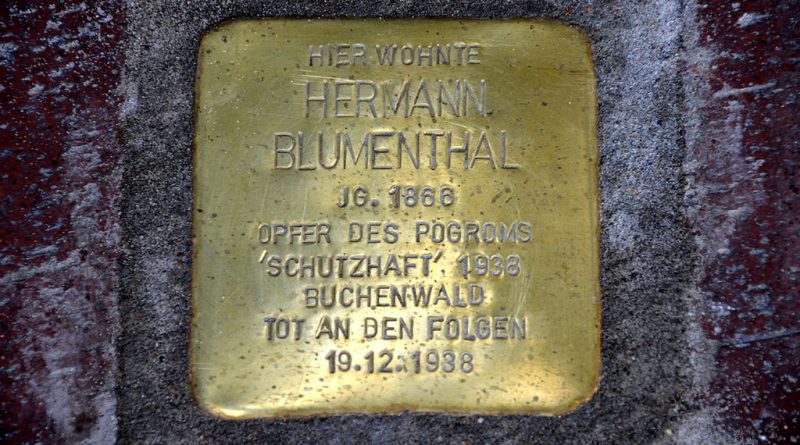 HIER WOHNTE
HERMANN
BLUMENTHAL
JG. 1866
OPFER DES POGROMS
'SCHUTZHAFT' 1938
BUCHENWALD
TOT AN DEN FOLGEN
19.12.1938